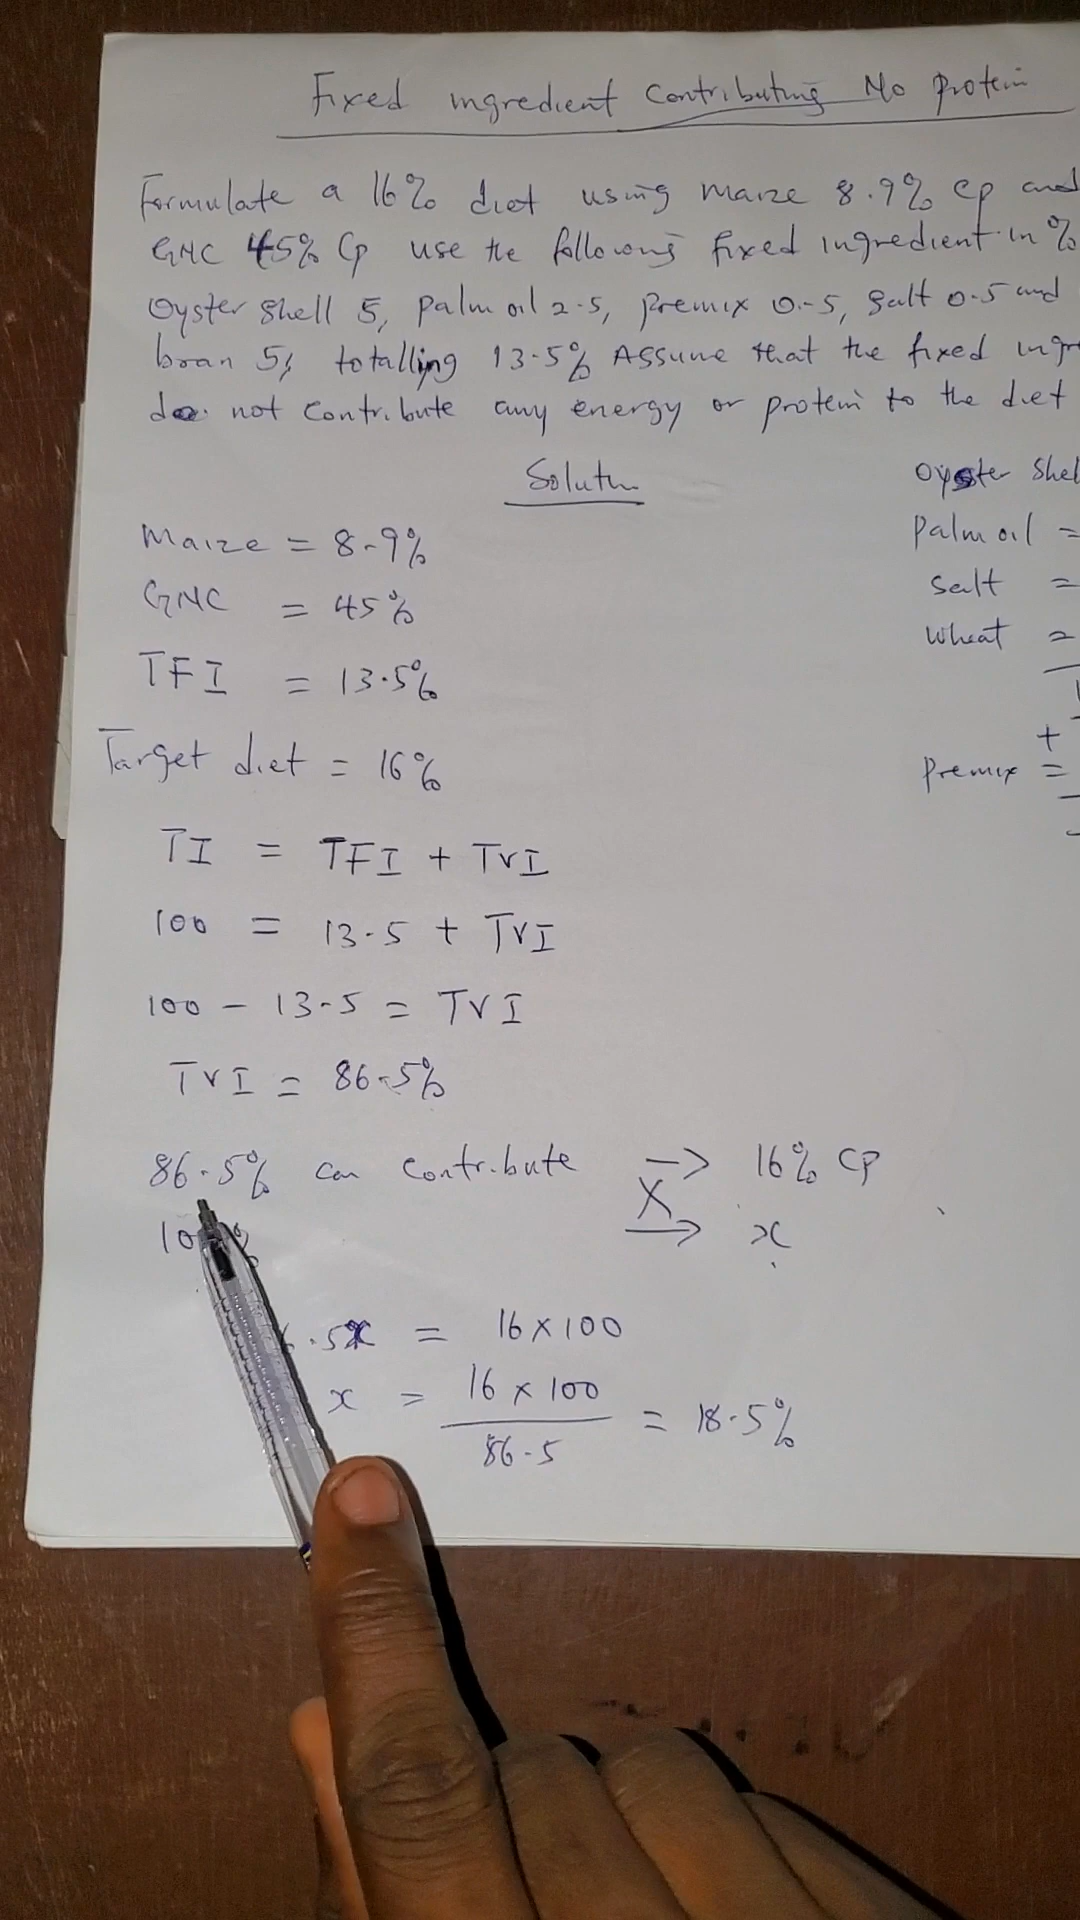 Fixed ingredient Contributing No protein
Formulate a 16% diet using maize 8.9% cp and
GNC 45% Cp use the following fixed ingredient in %
Oyster shell 5, palm oil 2.5, premix 0.5, salt 0.5 and
bran 5, totalling 13.5% Assume that the fixed ingr
do not contribute any energy or protein to the diet
Solutn
Oyster Shel
Maize = 8.9%
palm oil =
GNC = 45%
salt =
wheat =
TFI = 13.5%
+
Target diet = 16%
premix =
TI = TFI + TVI
100 = 13.5 + TVI
100 - 13.5 = TVI
TVI = 86.5%
86.5% can contribute → 16% CP
X
→ x
.5x = 16 x 100
x = 16 x 100 = 18.5%
86.5